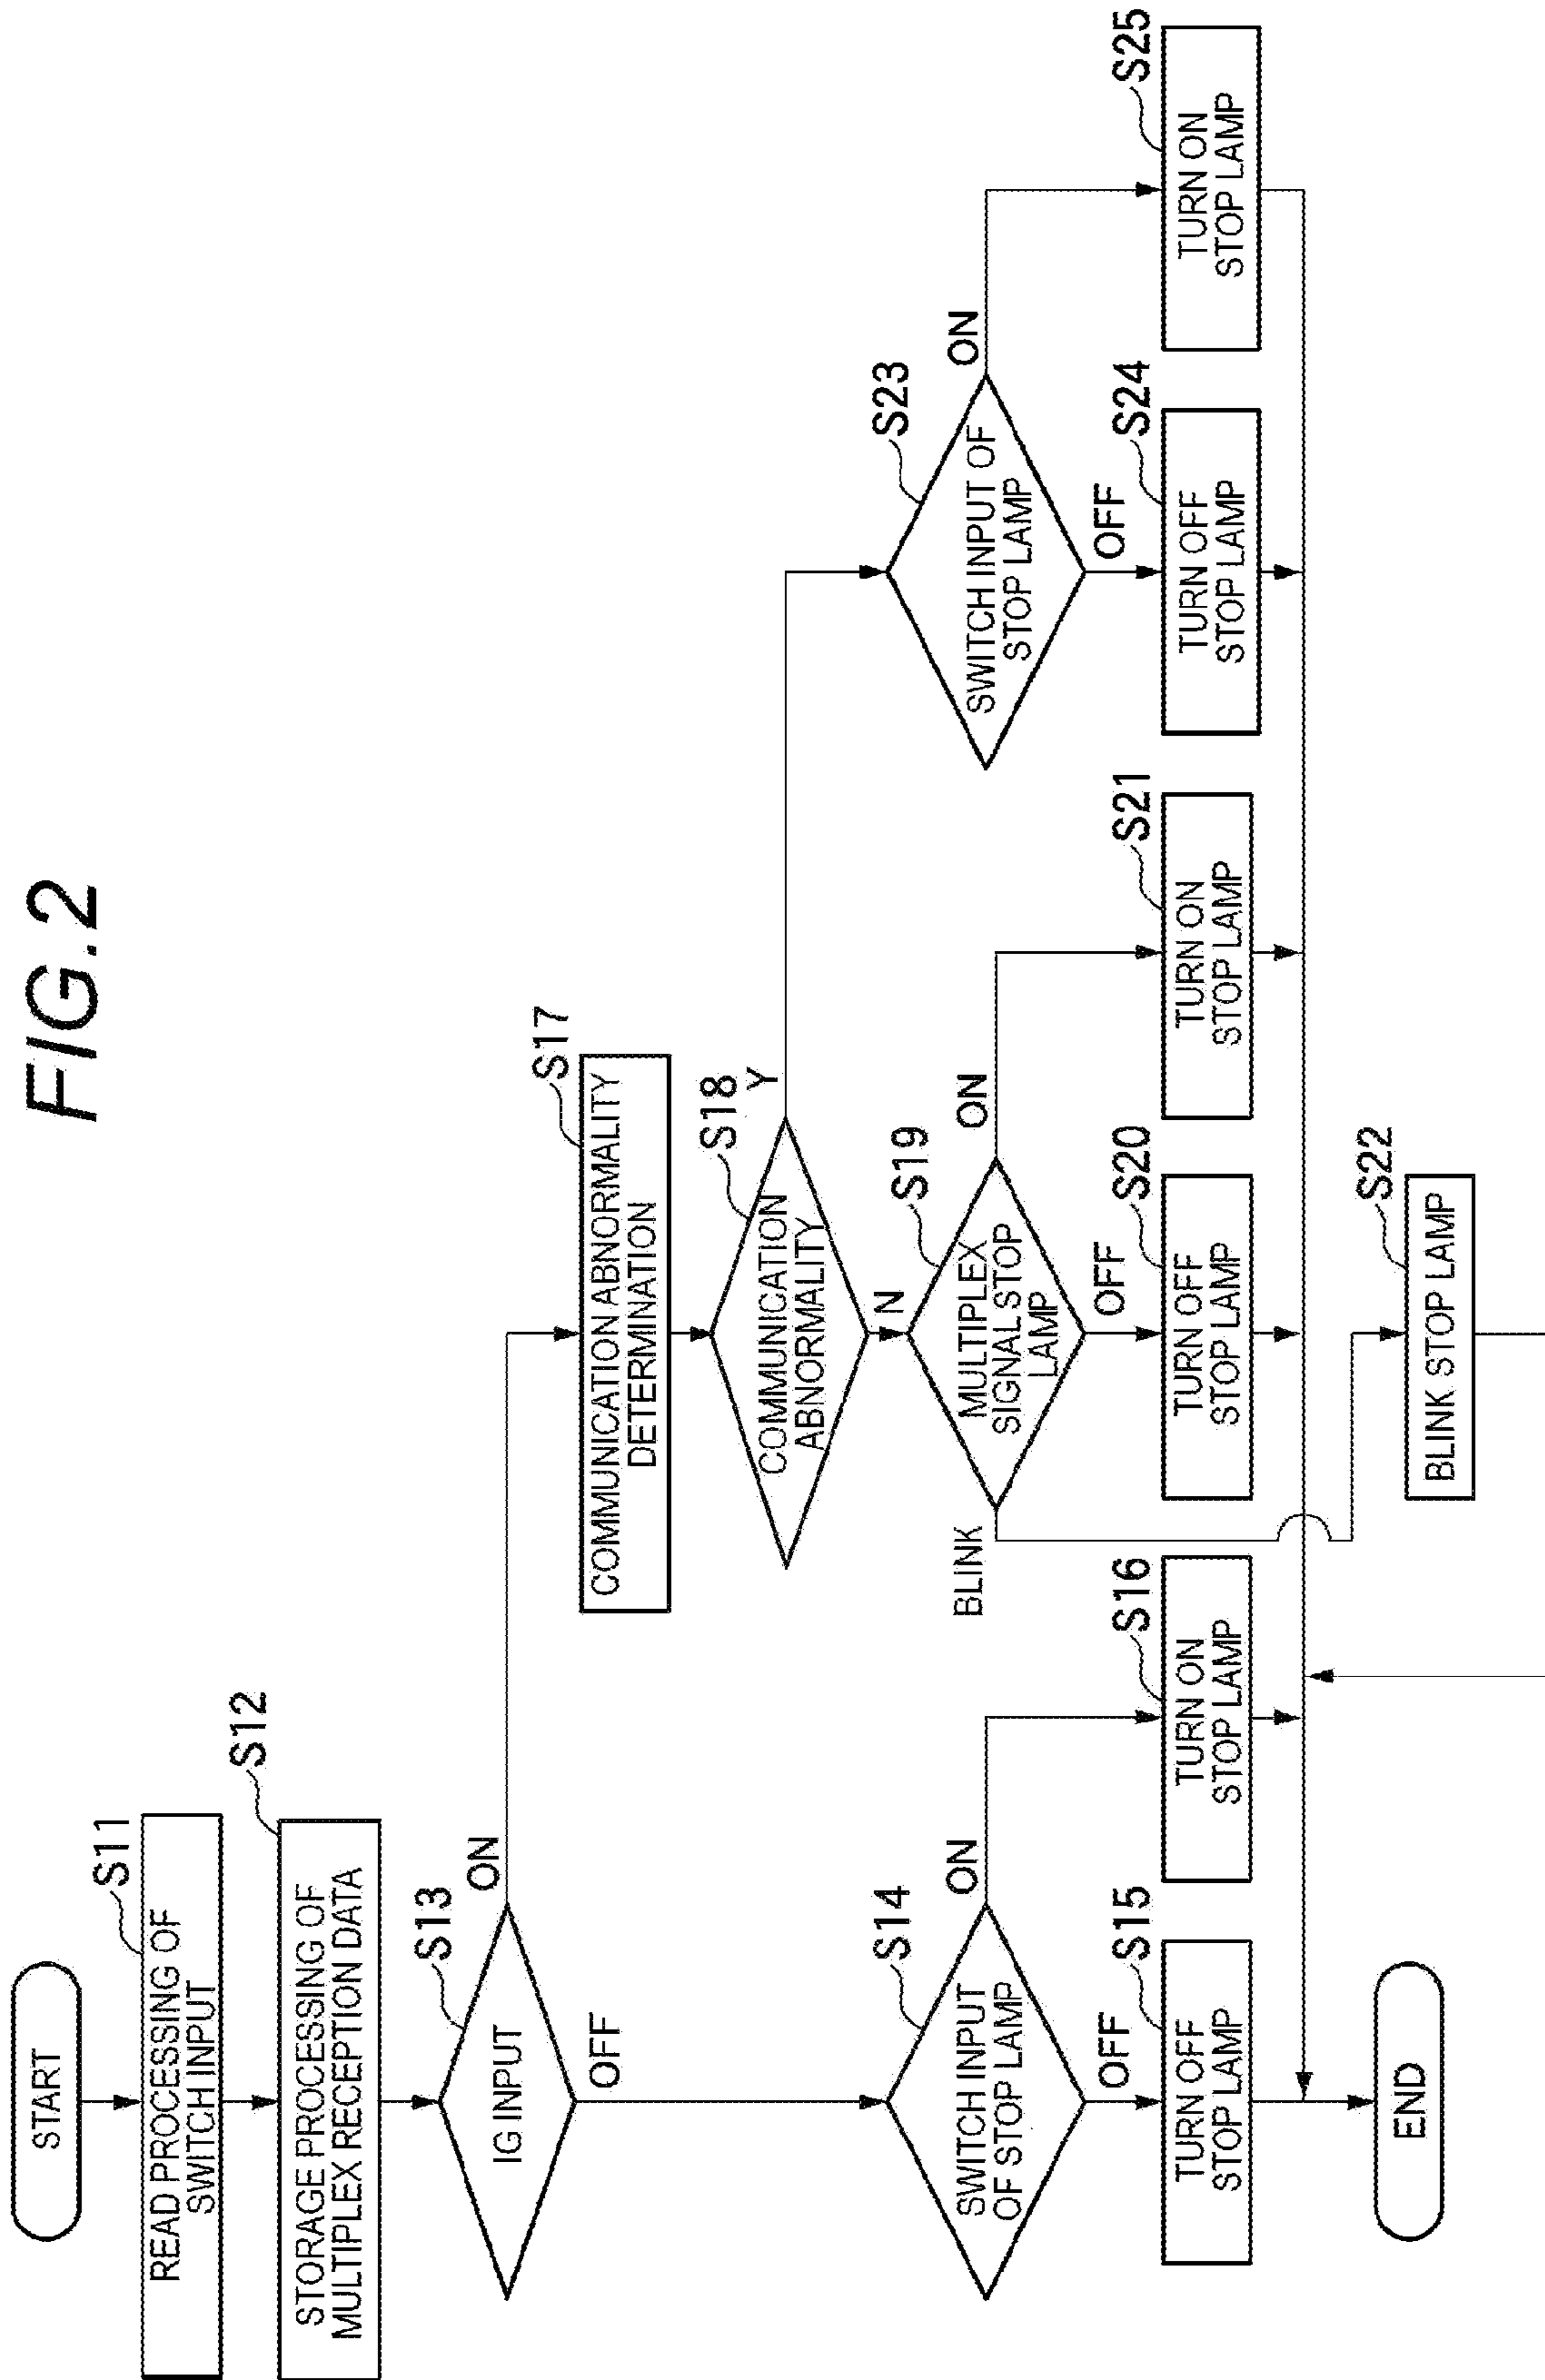 FIG.2
START
S11
READ PROCESSING OF
SWITCH INPUT
S12
STORAGE PROCESSING OF
MULTIPLEX RECEPTION DATA
S13
IG INPUT
ON
OFF
S14
SWITCH INPUT
OF STOP LAMP
ON
OFF
S15
TURN OFF
STOP LAMP
S16
TURN ON
STOP LAMP
S17
COMMUNICATION ABNORMALITY
DETERMINATION
S18
COMMUNICATION
ABNORMALITY
Y
N
S19
MULTIPLEX
SIGNAL STOP
LAMP
BLINK
ON
OFF
S20
TURN OFF
STOP LAMP
S21
TURN ON
STOP LAMP
S22
BLINK STOP LAMP
S23
SWITCH INPUT OF
STOP LAMP
ON
OFF
S24
TURN OFF
STOP LAMP
S25
TURN ON
STOP LAMP
END